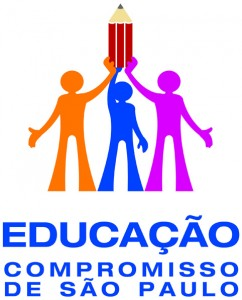 EDUCAÇÃO
COMPROMISSO
DE SÃO PAULO